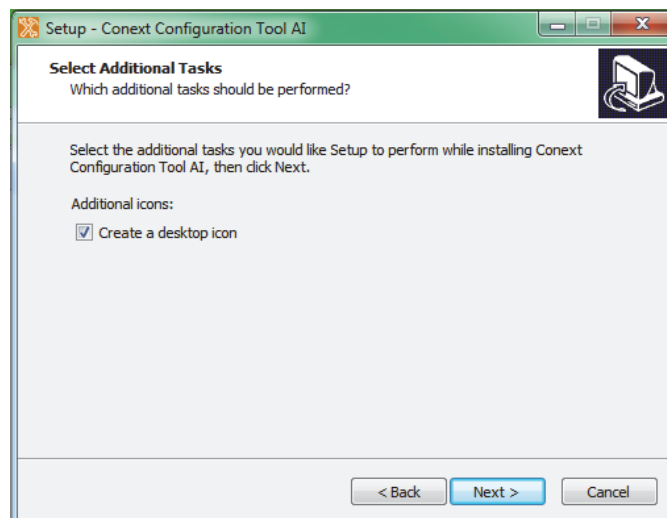 Setup - Conext Configuration Tool AI
Select Additional Tasks
Which additional tasks should be performed?
Select the additional tasks you would like Setup to perform while installing Conext
Configuration Tool AI, then click Next.
Additional icons:
Create a desktop icon
< Back Next > Cancel